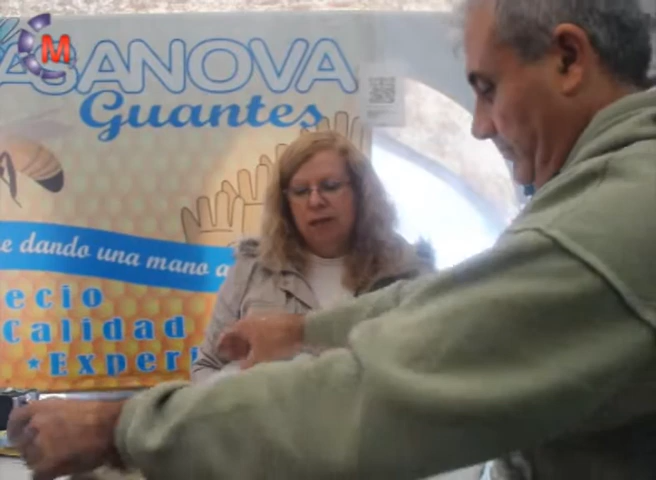 M
ASANOVA
Guantes
e dando una mano a
ecio
Calidad
*Exper